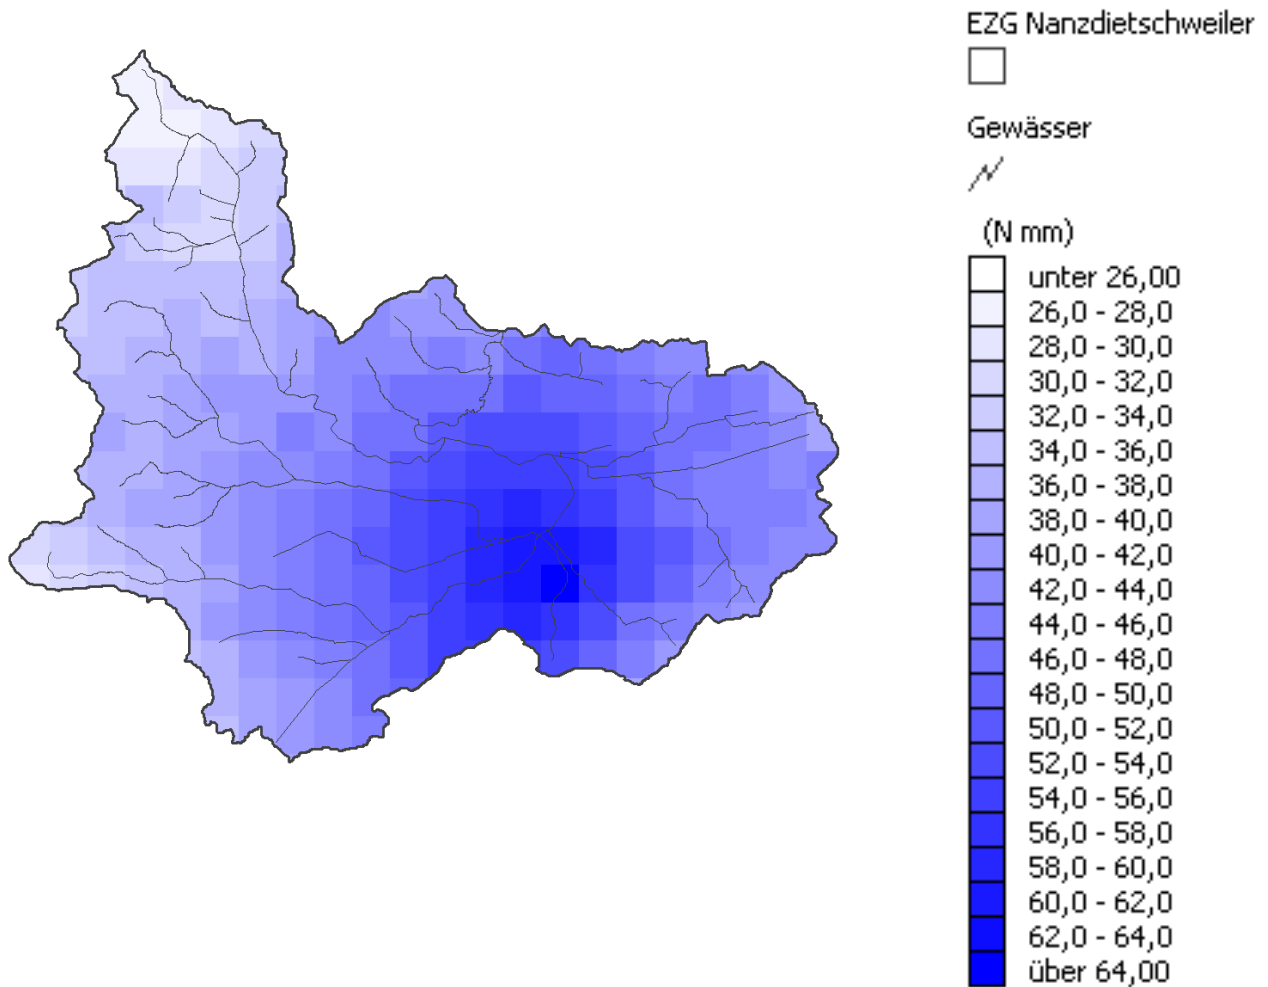 EZG Nanzdietschweiler
Gewässer
(N mm)
unter 26,00
26,0 - 28,0
28,0 - 30,0
30,0 - 32,0
32,0 - 34,0
34,0 - 36,0
36,0 - 38,0
38,0 - 40,0
40,0 - 42,0
42,0 - 44,0
44,0 - 46,0
46,0 - 48,0
48,0 - 50,0
50,0 - 52,0
52,0 - 54,0
54,0 - 56,0
56,0 - 58,0
58,0 - 60,0
60,0 - 62,0
62,0 - 64,0
über 64,00